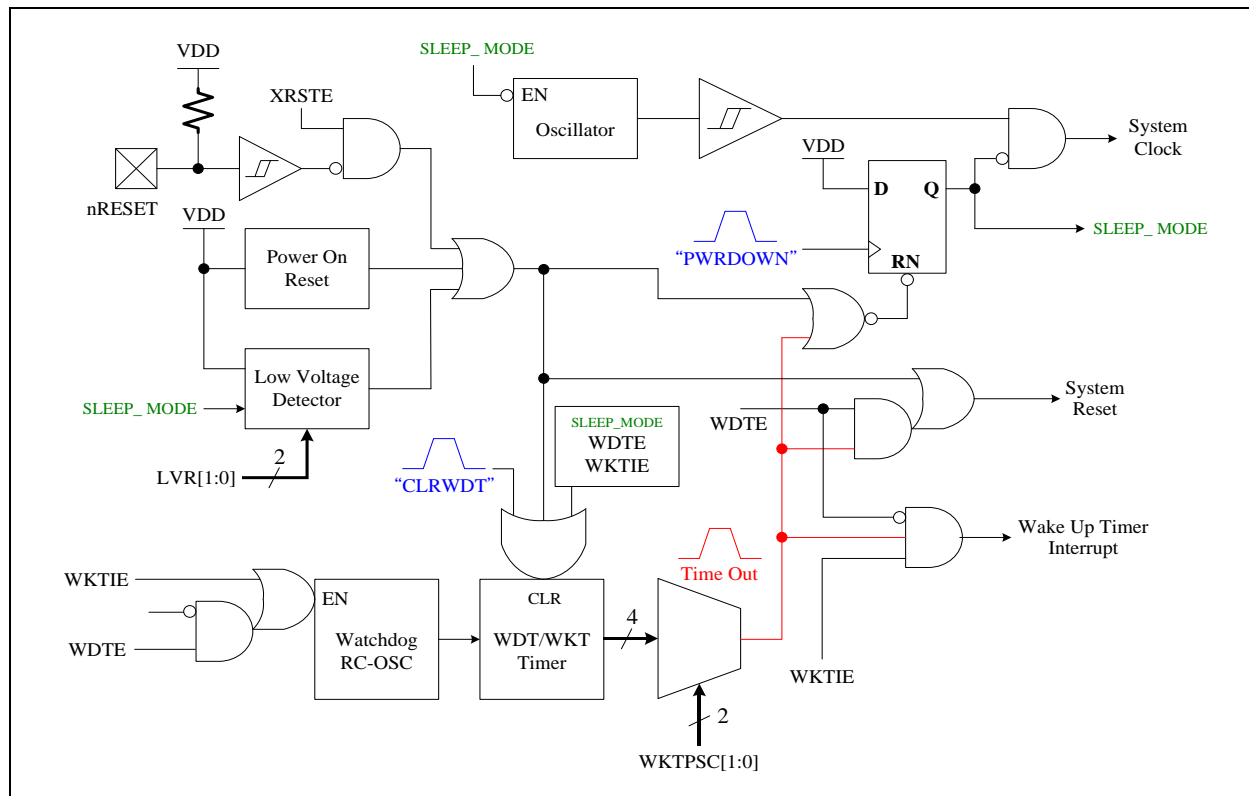 VDD
SLEEP_ MODE
XRSTE
EN
Oscillator
System
Clock
VDD
D
Q
nRESET
VDD
SLEEP_ MODE
"PWRDOWN"
RN
Power On
Reset
Low Voltage
Detector
SLEEP_ MODE
System
Reset
WDTE
SLEEP_MODE
WDTE
WKTIE
2
LVR[1:0]
"CLRWDT"
Wake Up Timer
Interrupt
Time Out
WKTIE
EN
CLR
4
Watchdog
RC-OSC
WDT/WKT
Timer
WDTE
WKTIE
2
WKTPSC[1:0]